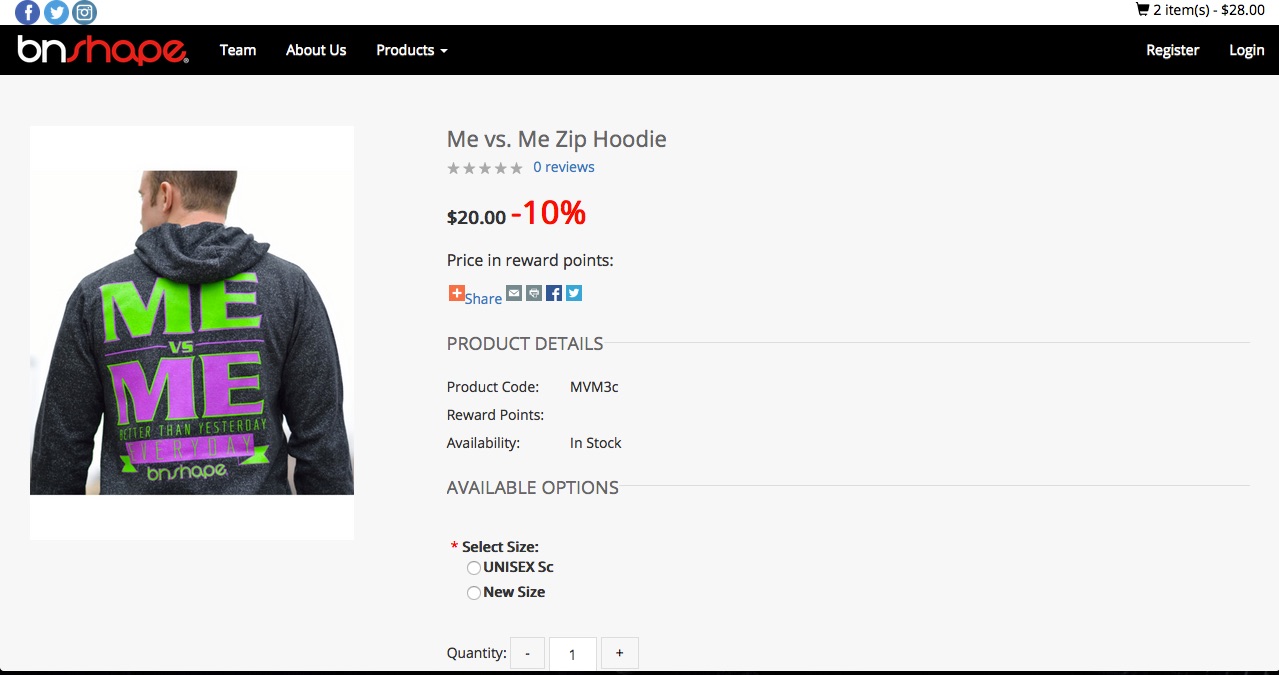 2 item(s) - $28.00
bnshape®
Team
About Us
Products
Register
Login
Me vs. Me Zip Hoodie
0 reviews
$20.00 -10%
Price in reward points:
Share
PRODUCT DETAILS
Product Code: MVM3c
Reward Points:
Availability: In Stock
AVAILABLE OPTIONS
* Select Size:
UNISEX Sc
New Size
Quantity: - 1 +
ME
VS
ME
BETTER THAN YESTERDAY
EVERYDAY
bnshape